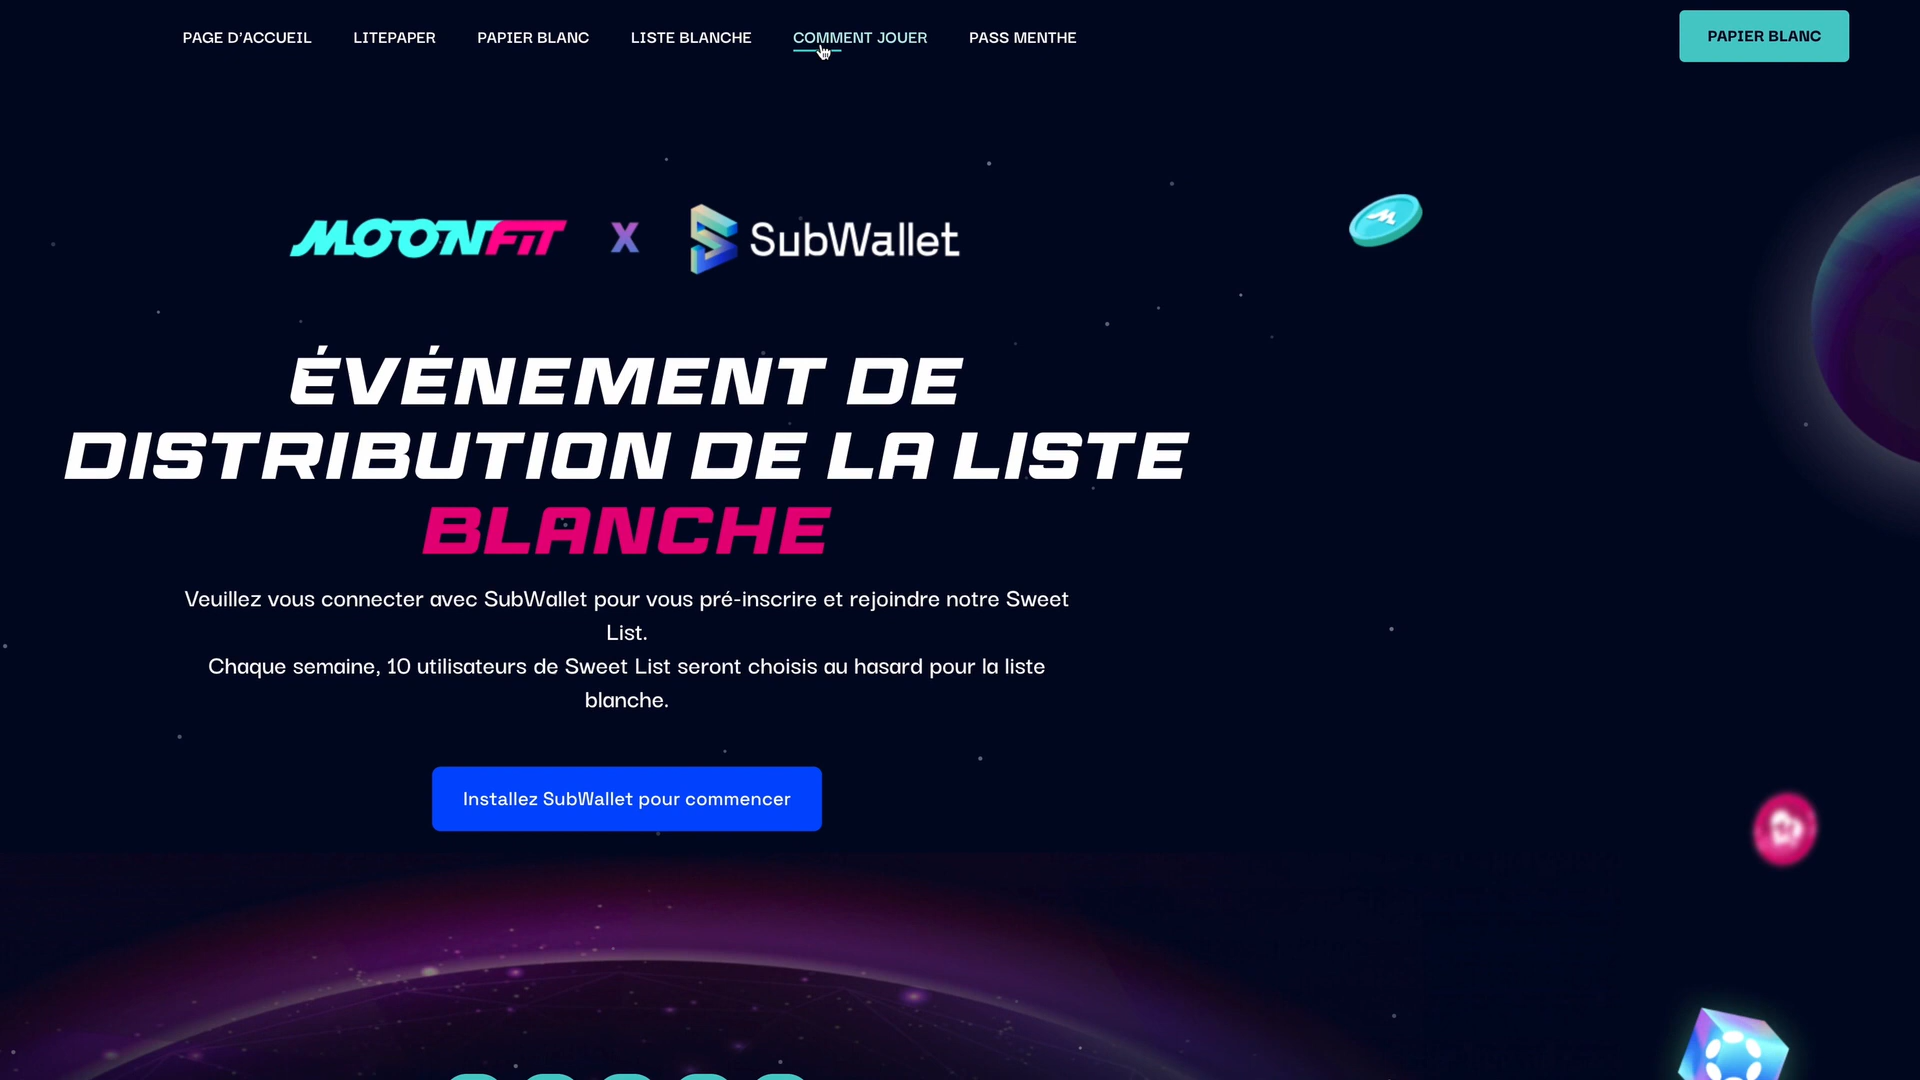 PAGE D'ACCUEIL LITEPAPER PAPIER BLANC LISTE BLANCHE COMMENT JOUER PASS MENTHE PAPIER BLANC
MOONFIT X SubWallet
ÉVÉNEMENT DE
DISTRIBUTION DE LA LISTE
BLANCHE
Veuillez vous connecter avec SubWallet pour vous pré-inscrire et rejoindre notre Sweet
List.
Chaque semaine, 10 utilisateurs de Sweet List seront choisis au hasard pour la liste
blanche.
Installez SubWallet pour commencer